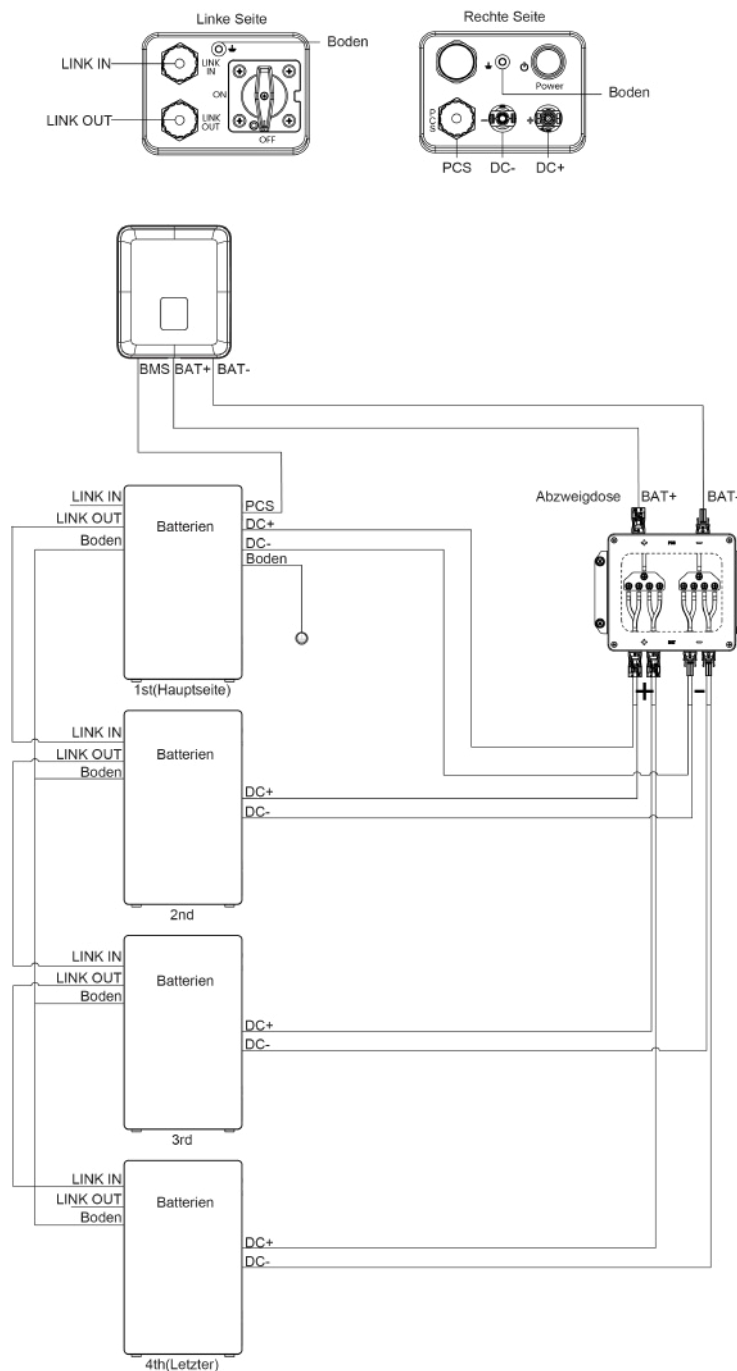 Linke Seite
Rechte Seite
Boden
LINK IN
LINK IN
ON
LINK OUT
LINK OUT
OFF
Power
Boden
PCS
PCS
DC-
DC+
BMS
BAT+
BAT-
Abzweigdose
BAT+
BAT-
LINK IN
LINK OUT
Boden
Batterien
PCS
DC+
DC-
Boden
1st(Hauptseite)
+
-
LINK IN
LINK OUT
Boden
Batterien
DC+
DC-
2nd
LINK IN
LINK OUT
Boden
Batterien
DC+
DC-
3rd
LINK IN
LINK OUT
Boden
Batterien
DC+
DC-
4th(Letzter)